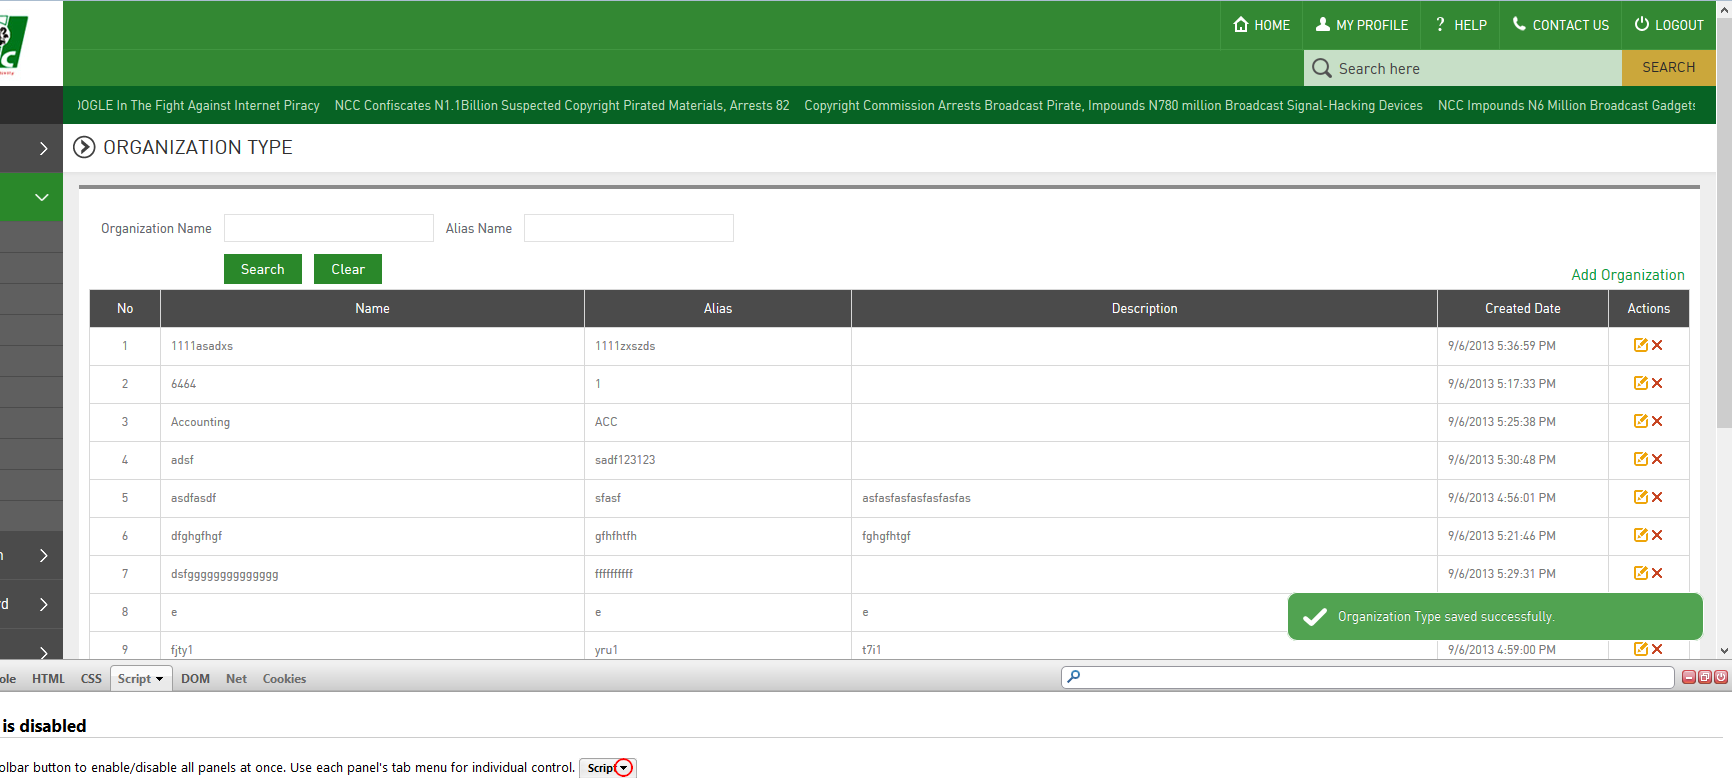 C
HOME MY PROFILE ? HELP CONTACT US LOGOUT
Search here SEARCH
OGLE In The Fight Against Internet Piracy NCC Confiscates N1.1Billion Suspected Copyright Pirated Materials, Arrests 82 Copyright Commission Arrests Broadcast Pirate, Impounds N780 million Broadcast Signal-Hacking Devices NCC Impounds N6 Million Broadcast Gadgets
ORGANIZATION TYPE
Organization Name Alias Name
Search Clear
Add Organization
No Name Alias Description Created Date Actions
1 1111asadxs 1111zxszds 9/6/2013 5:36:59 PM
2 6464 1 9/6/2013 5:17:33 PM
3 Accounting ACC 9/6/2013 5:25:38 PM
4 adsf sadf123123 9/6/2013 5:30:48 PM
5 asdfasdf sfasf asfasfasfasfasfasfas 9/6/2013 4:56:01 PM
6 dfghgfhgf gfhfhtfh fghgfhtgf 9/6/2013 5:21:46 PM
n
7 dsfgggggggggggggg ffffffffff 9/6/2013 5:29:31 PM
rd
8 e e e
Organization Type saved successfully.
9 fjty1 yru1 t7i1 9/6/2013 4:59:00 PM
ole HTML CSS Script DOM Net Cookies
is disabled
olbar button to enable/disable all panels at once. Use each panel's tab menu for individual control. Script